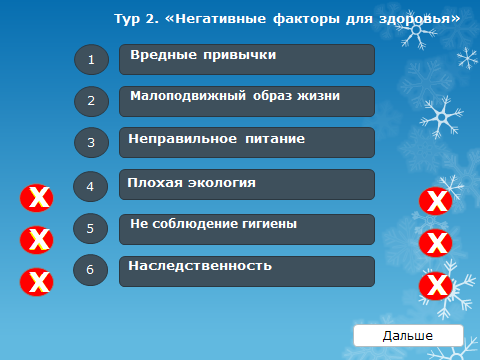 Тур 2. «Негативные факторы для здоровья»
1 Вредные привычки
2 Малоподвижный образ жизни
3 Неправильное питание
4 Плохая экология
X X
5 Не соблюдение гигиены
X X
6 Наследственность
X X
Дальше